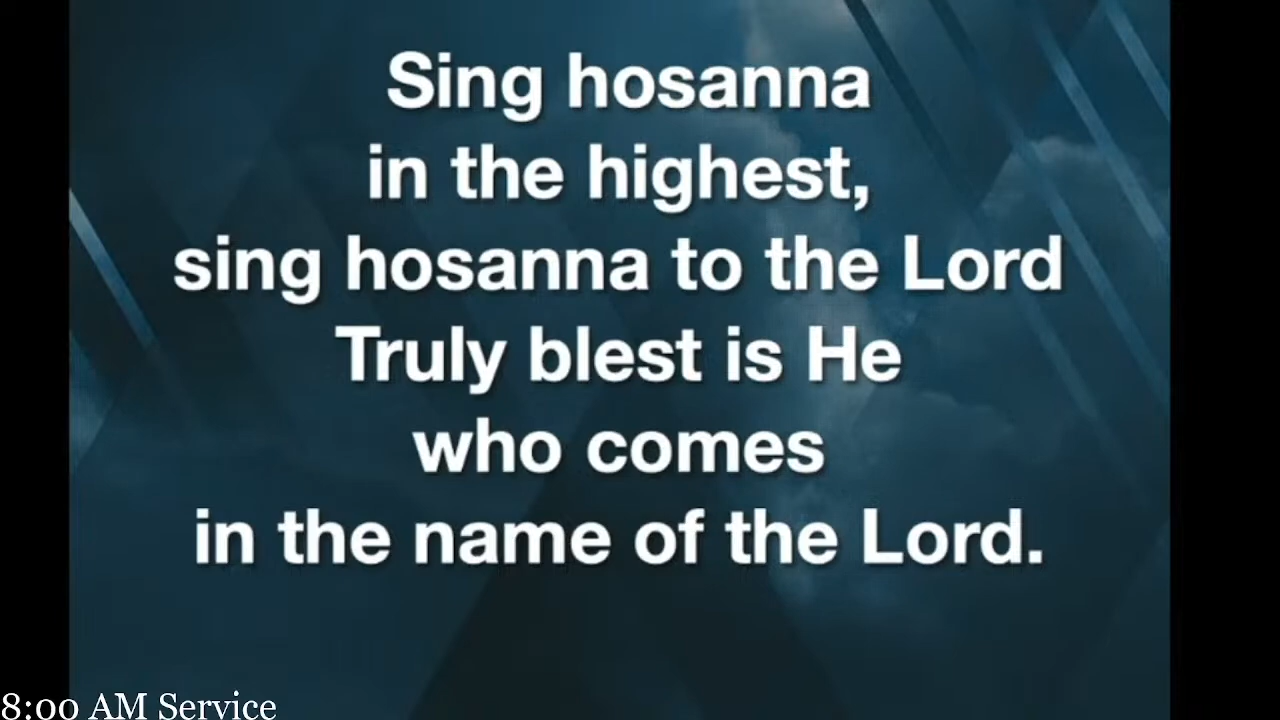 Sing hosanna
in the highest,
sing hosanna to the Lord
Truly blest is He
who comes
in the name of the Lord.
8:00 AM Service